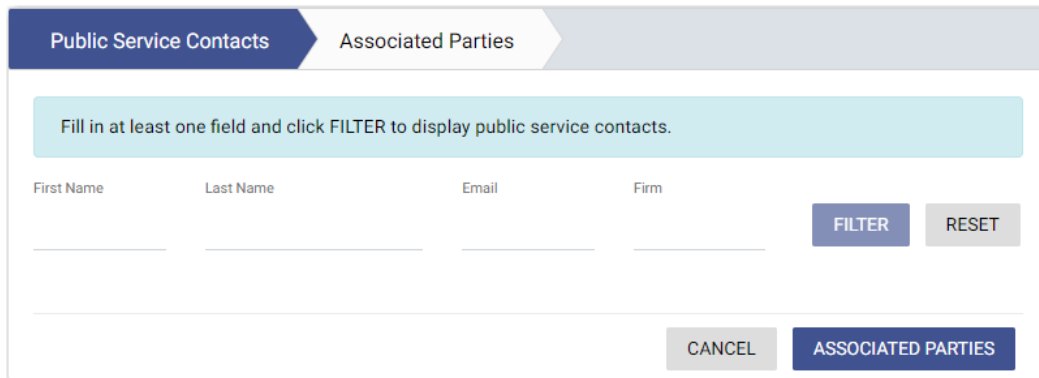 Public Service Contacts
Associated Parties
Fill in at least one field and click FILTER to display public service contacts.
First Name
Last Name
Email
Firm
FILTER
RESET
CANCEL
ASSOCIATED PARTIES